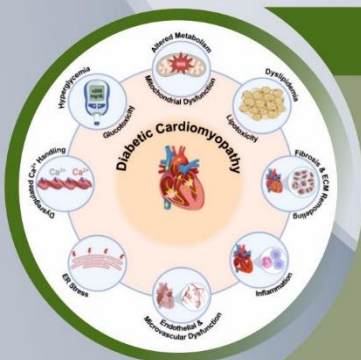 Altered Metabolism
Mitochondrial Dysfunction
Dyslipidemia
Lipotoxicity
Fibrosis & ECM Remodeling
Inflammation
Endothelial &
Microvascular Dysfunction
ER Stress
Dysregulated Ca²⁺ Handling
Ca²⁺ Ca²⁺
Hyperglycemia
Glucotoxicity
Diabetic Cardiomyopathy